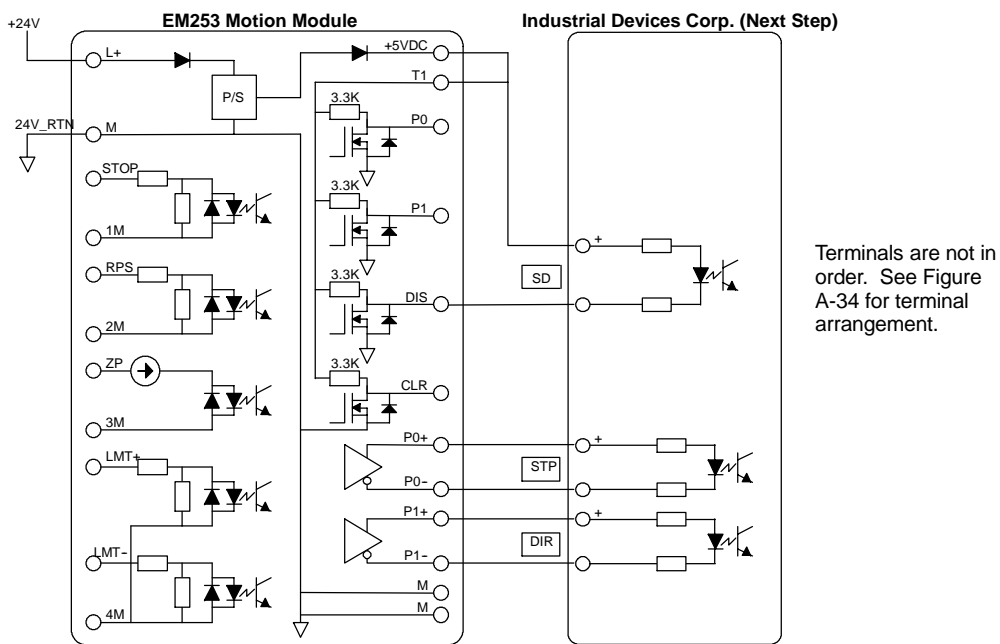 EM253 Motion Module
Industrial Devices Corp. (Next Step)
+24V
L+
P/S
24V_RTN
M
STOP
1M
RPS
2M
ZP
3M
LMT+
LMT−
4M
+5VDC
T1
3.3K
P0
3.3K
P1
3.3K
DIS
3.3K
CLR
P0+
P0−
P1+
P1−
M
M
+
SD
+
STP
+
DIR
Terminals are not in
order. See Figure
A-34 for terminal
arrangement.